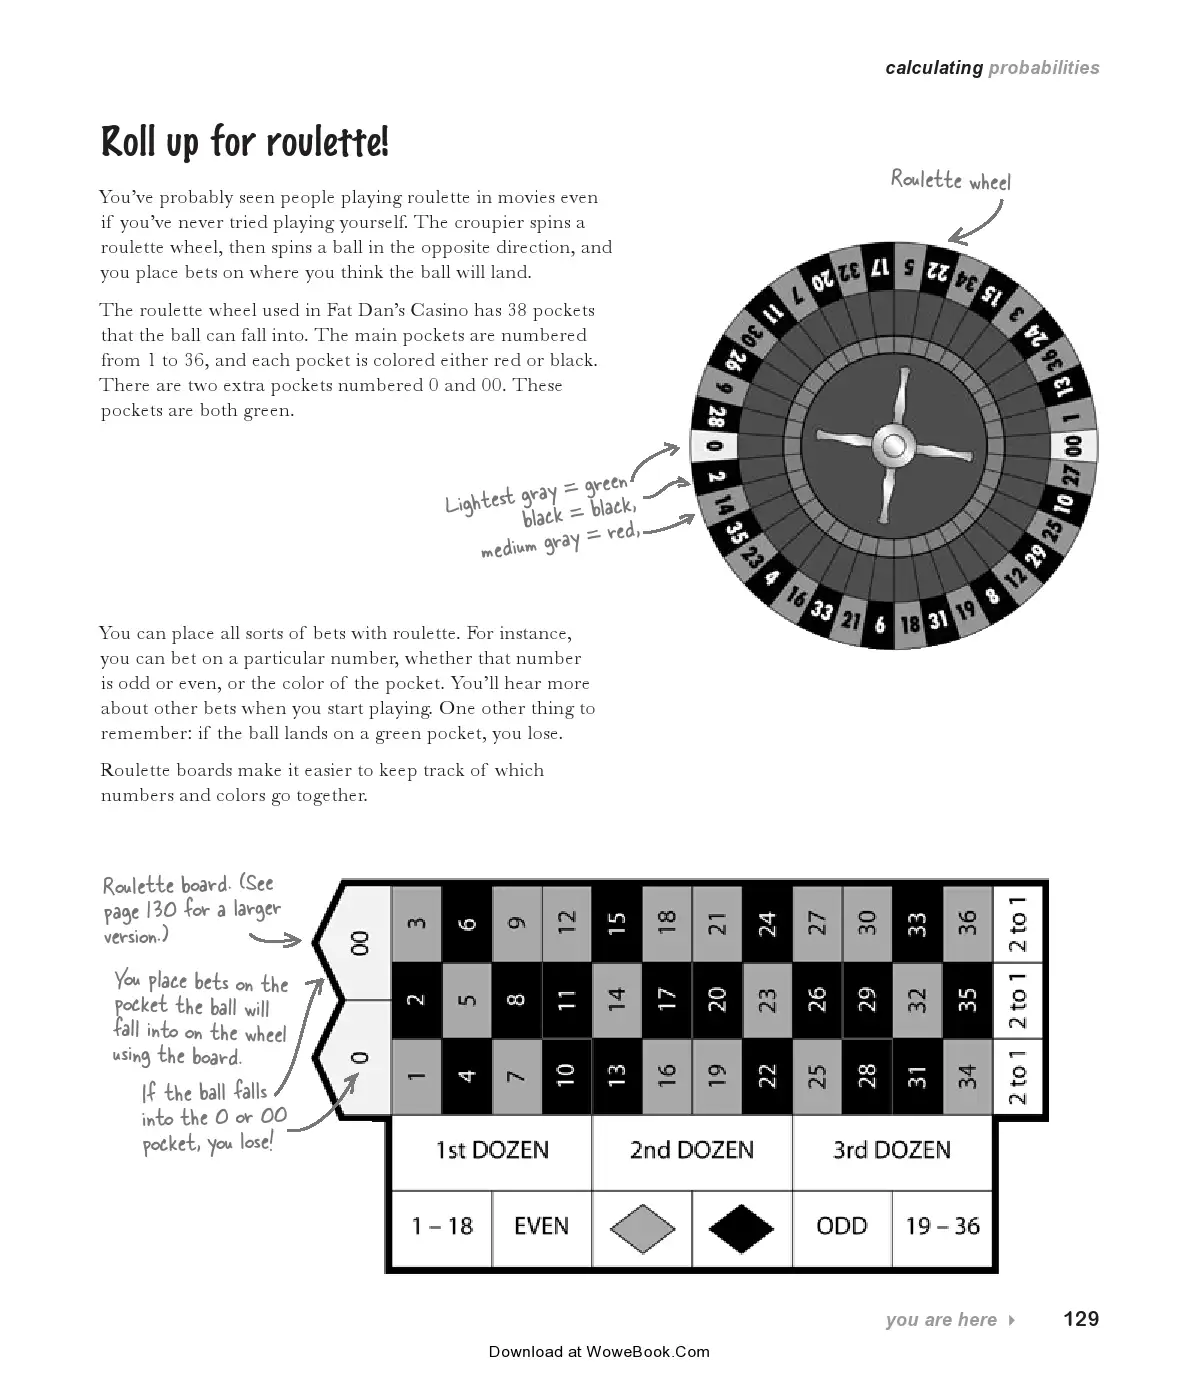 calculating probabilities
Roll up for roulette!
You’ve probably seen people playing roulette in movies even
if you’ve never tried playing yourself. The croupier spins a
roulette wheel, then spins a ball in the opposite direction, and
you place bets on where you think the ball will land.
The roulette wheel used in Fat Dan’s Casino has 38 pockets
that the ball can fall into. The main pockets are numbered
from 1 to 36, and each pocket is colored either red or black.
There are two extra pockets numbered 0 and 00. These
pockets are both green.
Roulette wheel
5 22 34 15 3 24 36 13 1 00 27 10 25 29 12 8 19 31 18 6 21 33 16 4 23 35 14 2 0 28 9 26 30 11 7 20 32 17
Lightest gray = green
black = black,
medium gray = red,
You can place all sorts of bets with roulette. For instance,
you can bet on a particular number, whether that number
is odd or even, or the color of the pocket. You’ll hear more
about other bets when you start playing. One other thing to
remember: if the ball lands on a green pocket, you lose.
Roulette boards make it easier to keep track of which
numbers and colors go together.
Roulette board. (See
page 130 for a larger
version.)
You place bets on the
pocket the ball will
fall into on the wheel
using the board.
If the ball falls
into the 0 or 00
pocket, you lose!
00
0
3 6 9 12 15 18 21 24 27 30 33 36 2 to 1
2 5 8 11 14 17 20 23 26 29 32 35 2 to 1
1 4 7 10 13 16 19 22 25 28 31 34 2 to 1
1st DOZEN 2nd DOZEN 3rd DOZEN
1 – 18 EVEN ODD 19 – 36
you are here 129
Download at WoweBook.Com